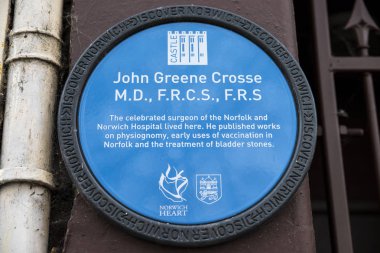 DISCOVER NORWICH
CASTLE
John Greene Crosse
M.D., F.R.C.S., F.R.S
The celebrated surgeon of the Norfolk and
Norwich Hospital lived here. He published works
on physiognomy, early uses of vaccination in
Norfolk and the treatment of bladder stones.
NORWICH
HEART